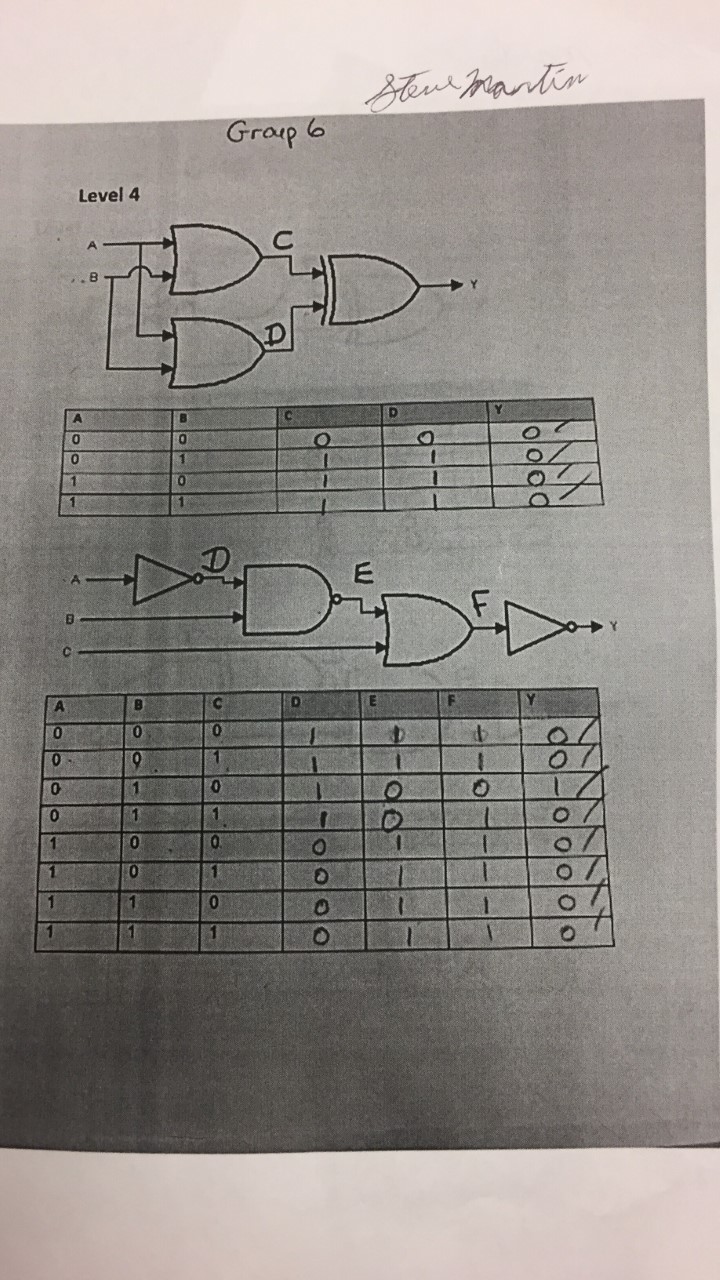 Steve Martin
Group 6
Level 4
A
C
B
Y
D
A B C D Y
0 0 0 0 0
0 1 1 1 0
1 0 1 1 0
1 1 1 1 0
D
A
E
F
B
Y
C
A B C D E F Y
0 0 0 1 1 1 0
0 0 1 1 1 1 0
0 1 0 1 0 0 1
0 1 1 1 0 1 0
1 0 0 0 1 1 0
1 0 1 0 1 1 0
1 1 0 0 1 1 0
1 1 1 0 1 1 0